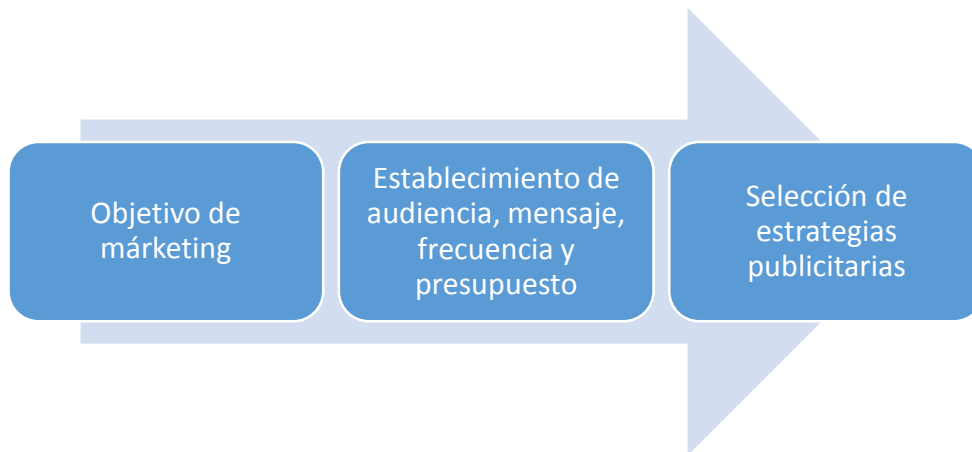 Objetivo de
márketing
Establecimiento de
audiencia, mensaje,
frecuencia y
presupuesto
Selección de
estrategias
publicitarias